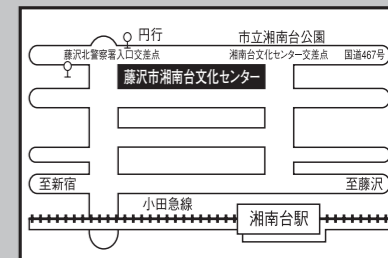 円行
市立湘南台公園
藤沢北警察署入口交差点
湘南台文化センター交差点
国道467号
藤沢市湘南台文化センター
至新宿
至藤沢
小田急線
湘南台駅